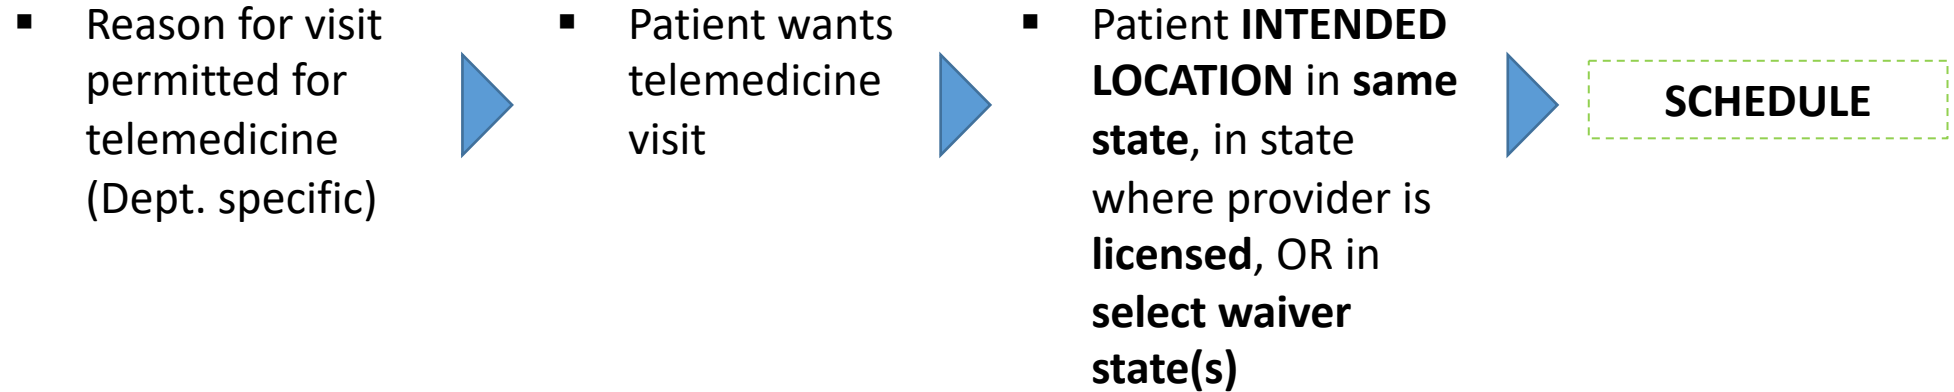 ▪ Reason for visit
permitted for
telemedicine
(Dept. specific)
▪ Patient wants
telemedicine
visit
▪ Patient INTENDED
LOCATION in same
state, in state
where provider is
licensed, OR in
select waiver
state(s)
SCHEDULE